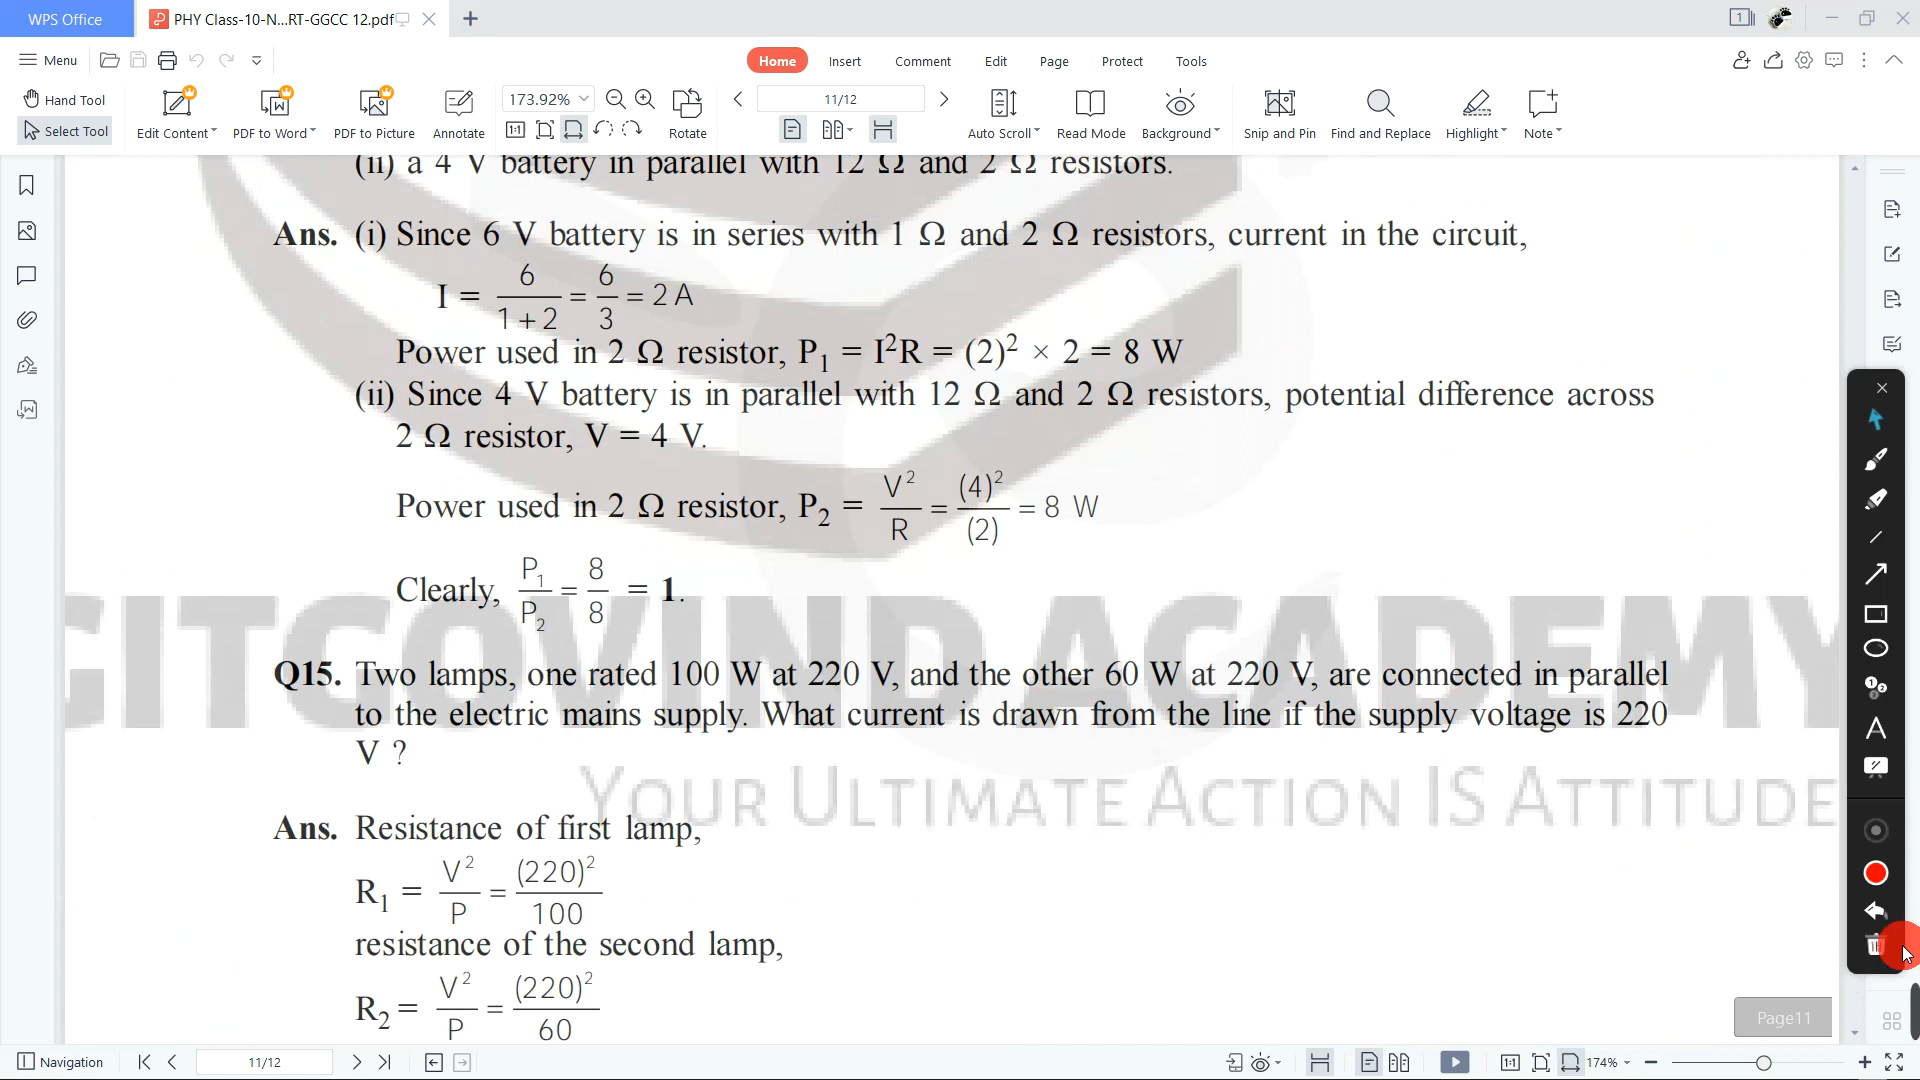 WPS Office
PHY Class-10-N...RT-GGCC 12.pdf
1
Menu
Home
Insert
Comment
Edit
Page
Protect
Tools
Hand Tool
Select Tool
Edit Content
PDF to Word
PDF to Picture
Annotate
173.92%
1:1
Rotate
11/12
Auto Scroll
Read Mode
Background
Snip and Pin
Find and Replace
Highlight
Note
(ii) a 4 V battery in parallel with 12 Ω and 2 Ω resistors.
Ans. (i) Since 6 V battery is in series with 1 Ω and 2 Ω resistors, current in the circuit,
I = 6/(1+2) = 6/3 = 2 A
Power used in 2 Ω resistor, P₁ = I²R = (2)² × 2 = 8 W
(ii) Since 4 V battery is in parallel with 12 Ω and 2 Ω resistors, potential difference across
2 Ω resistor, V = 4 V.
Power used in 2 Ω resistor, P₂ = V²/R = (4)²/(2) = 8 W
Clearly, P₁/P₂ = 8/8 = 1.
GITGOVIND ACADEMY
Q15. Two lamps, one rated 100 W at 220 V, and the other 60 W at 220 V, are connected in parallel
to the electric mains supply. What current is drawn from the line if the supply voltage is 220
V ?
YOUR ULTIMATE ACTION IS ATTITUDE
Ans. Resistance of first lamp,
R₁ = V²/P = (220)²/100
resistance of the second lamp,
R₂ = V²/P = (220)²/60
Page11
Navigation
11/12
1:1
174%